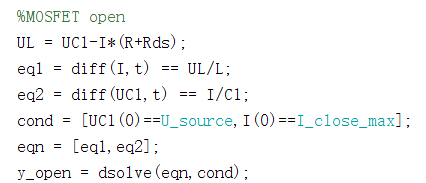 %MOSFET open
UL = UC1-I*(R+Rds);
eq1 = diff(I,t) == UL/L;
eq2 = diff(UC1,t) == I/C1;
cond = [UC1(0)==U_source,I(0)==I_close_max];
eqn = [eq1,eq2];
y_open = dsolve(eqn,cond);